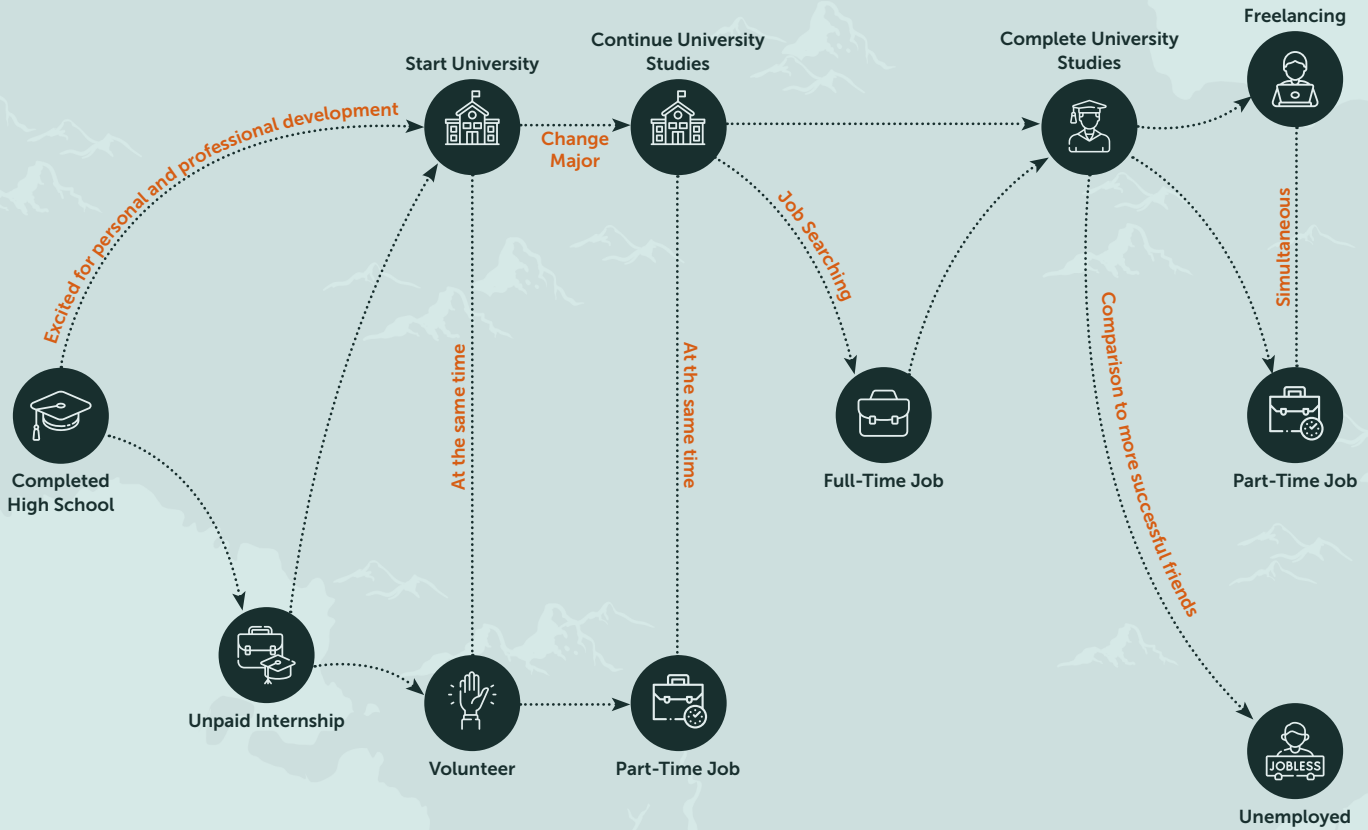 Freelancing
Continue University
Studies
Complete University
Studies
Start University
Excited for personal and professional development
Change
Major
Job Searching
Simultaneous
At the same time
At the same time
Comparison to more successful friends
Completed
High School
Full-Time Job
Part-Time Job
Unpaid Internship
Volunteer
Part-Time Job
JOBLESS
Unemployed